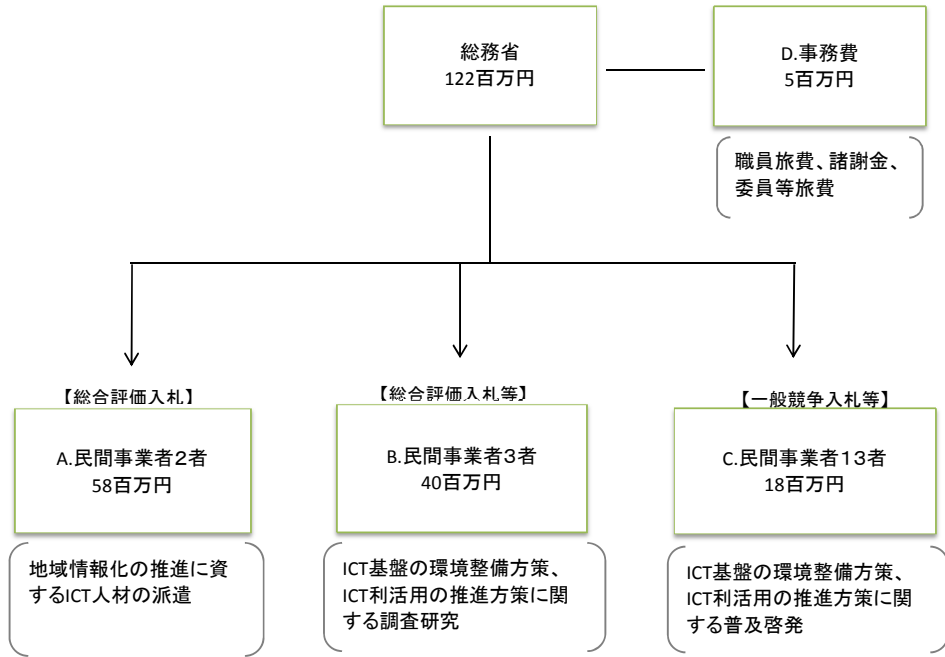 総務省
122百万円
D.事務費
5百万円
職員旅費、諸謝金、
委員等旅費
【総合評価入札】
A.民間事業者2者
58百万円
地域情報化の推進に資
するICT人材の派遣
【総合評価入札等】
B.民間事業者3者
40百万円
ICT基盤の環境整備方策、
ICT利活用の推進方策に関
する調査研究
【一般競争入札等】
C.民間事業者13者
18百万円
ICT基盤の環境整備方策、
ICT利活用の推進方策に関
する普及啓発